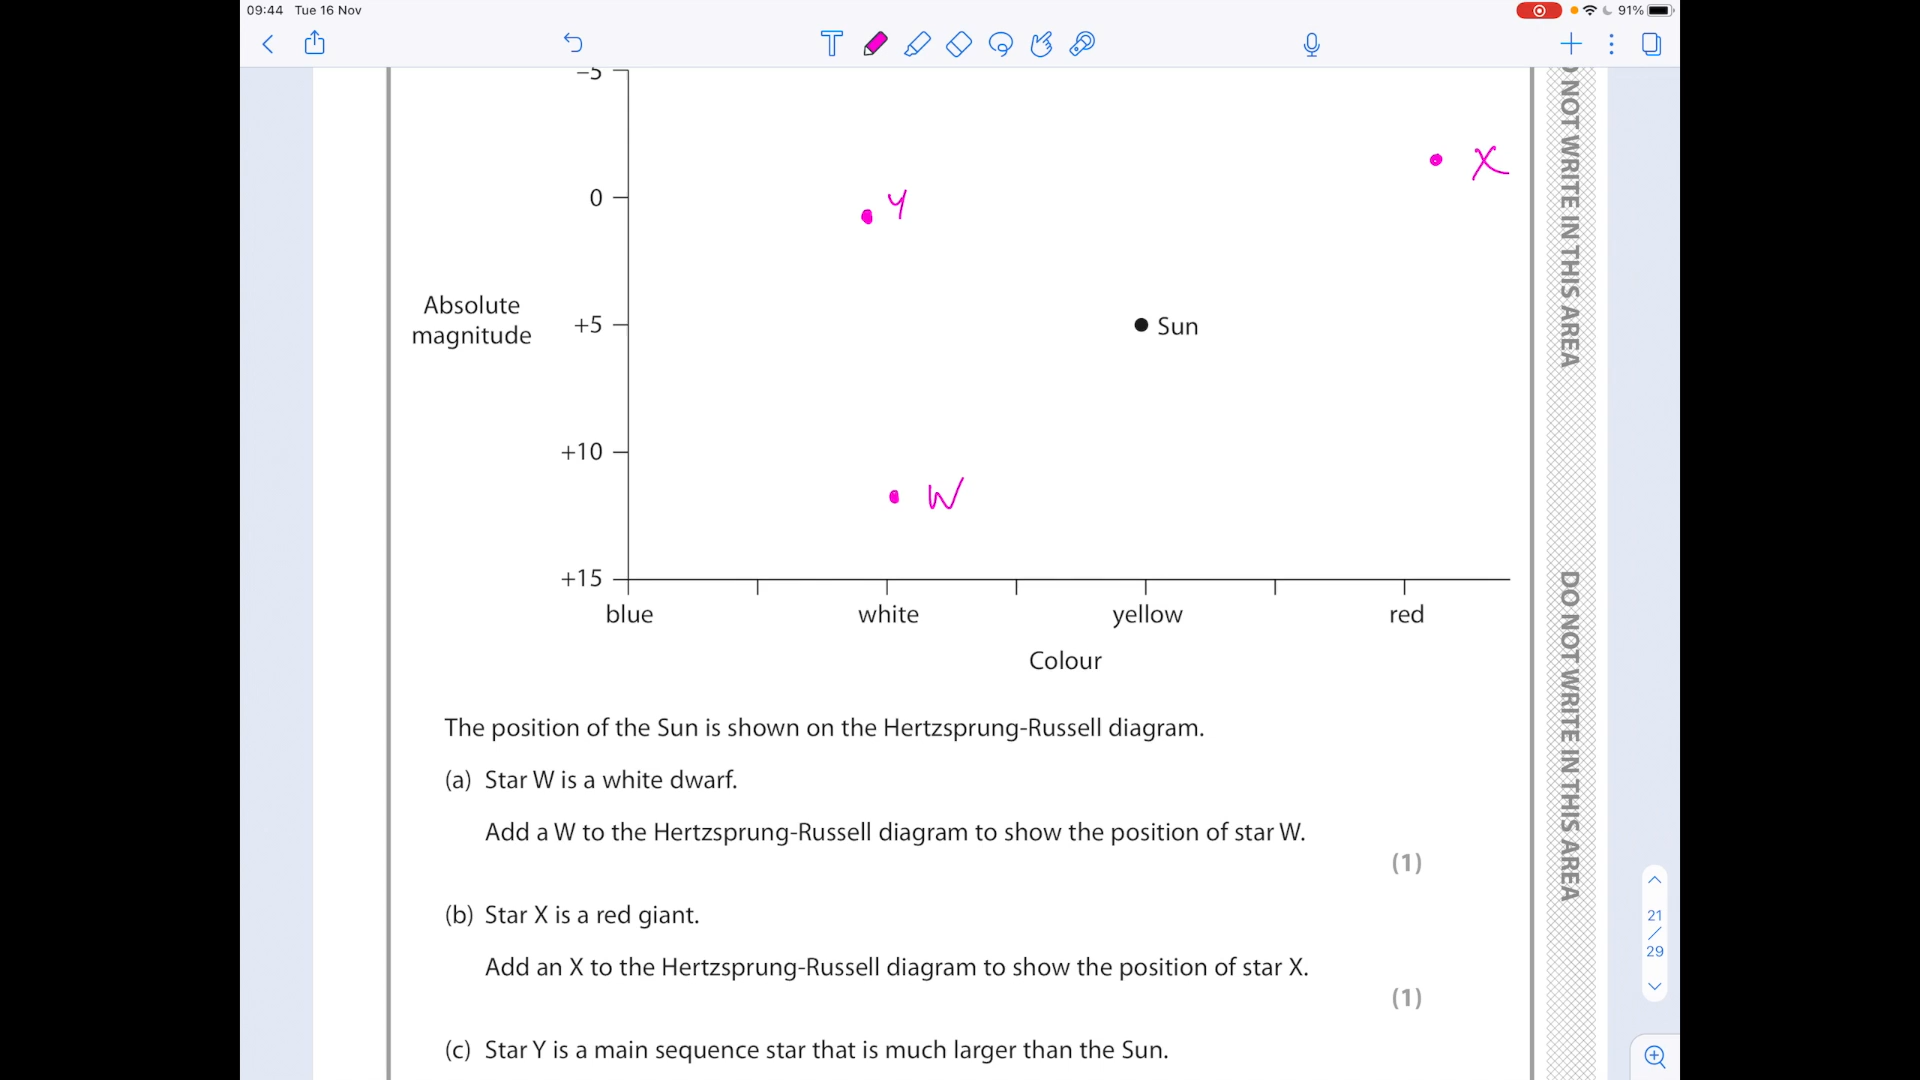 09:44 Tue 16 Nov
91%
T
−5
0
+5
+10
+15
Absolute
magnitude
Y
X
Sun
W
blue white yellow red
Colour
The position of the Sun is shown on the Hertzsprung-Russell diagram.
(a) Star W is a white dwarf.
Add a W to the Hertzsprung-Russell diagram to show the position of star W.
(1)
(b) Star X is a red giant.
Add an X to the Hertzsprung-Russell diagram to show the position of star X.
(1)
(c) Star Y is a main sequence star that is much larger than the Sun.
NOT WRITE IN THIS AREA
DO NOT WRITE IN THIS AREA
21
/
29